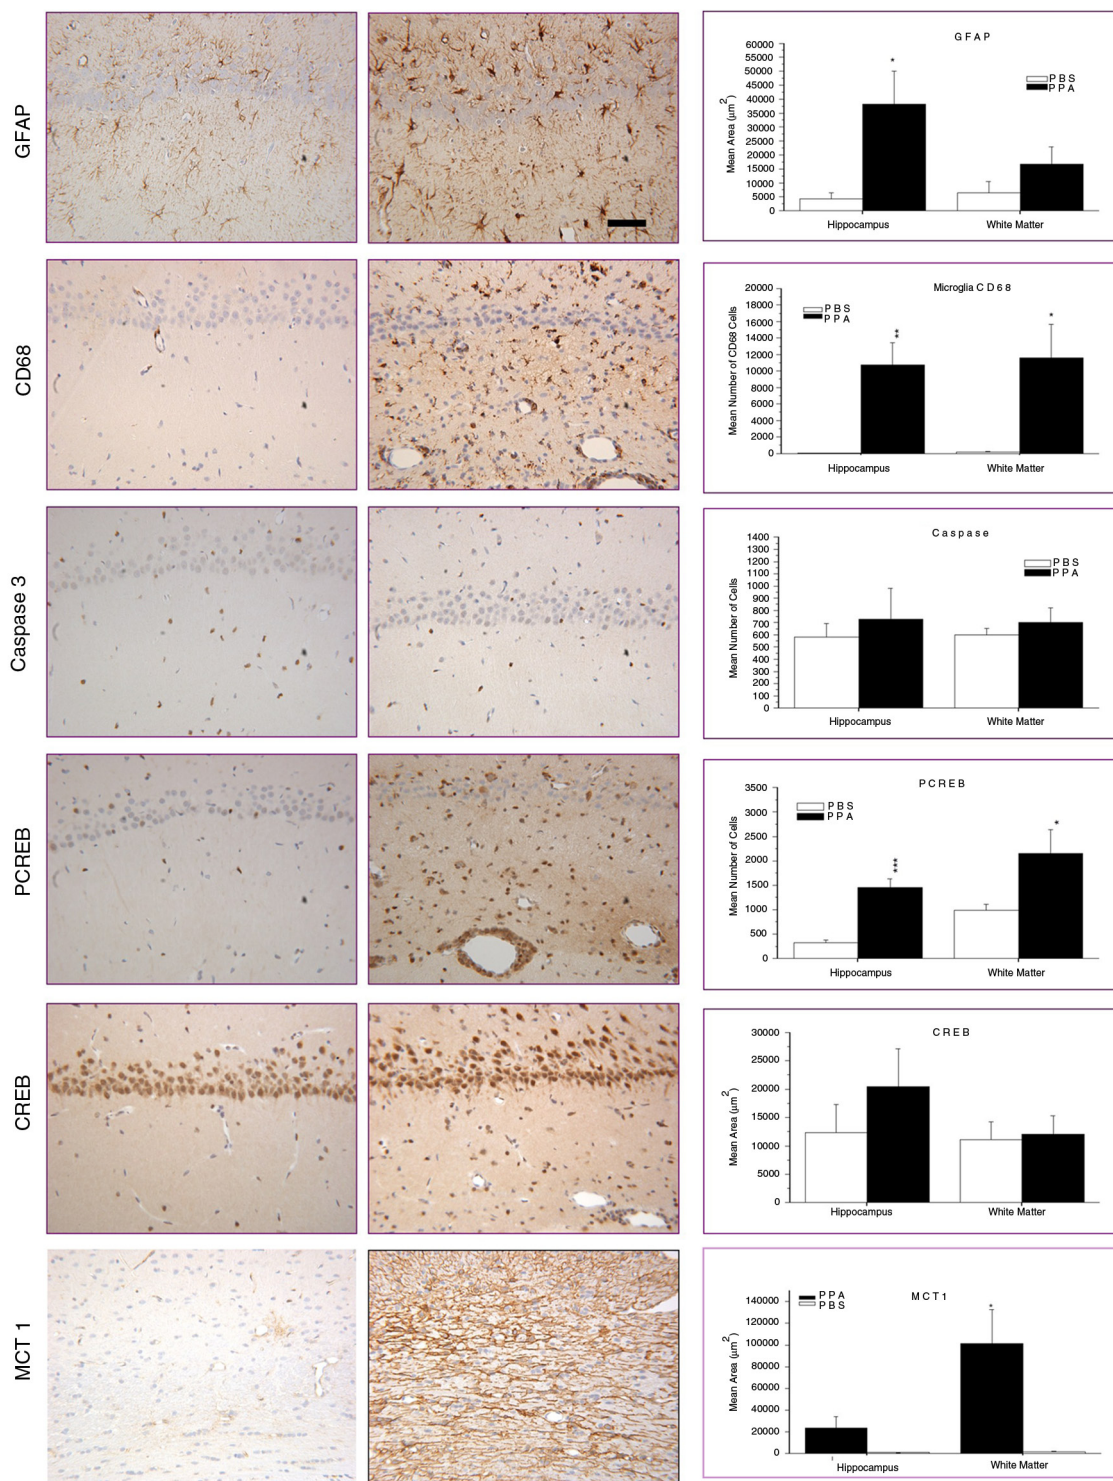 GFAP
GFAP
60000
55000
50000
45000
40000
35000
30000
25000
20000
15000
10000
5000
0
Mean Area (µm2)
*
PBS
PPA
Hippocampus
White Matter
CD68
Microglia CD68
20000
18000
16000
14000
12000
10000
8000
6000
4000
2000
0
Mean Number of CD68 Cells
PBS
PPA
**
*
Hippocampus
White Matter
Caspase 3
Caspase
1400
1300
1200
1100
1000
900
800
700
600
500
400
300
200
100
0
Mean Number of Cells
PBS
PPA
Hippocampus
White Matter
PCREB
PCREB
3500
3000
2500
2000
1500
1000
500
0
Mean Number of Cells
PBS
PPA
***
*
Hippocampus
White Matter
CREB
CREB
30000
25000
20000
15000
10000
5000
0
Mean Area (µm2)
Hippocampus
White Matter
MCT 1
MCT1
PPA
PBS
140000
120000
100000
80000
60000
40000
20000
0
Mean Area (µm2)
*
Hippocampus
White Matter